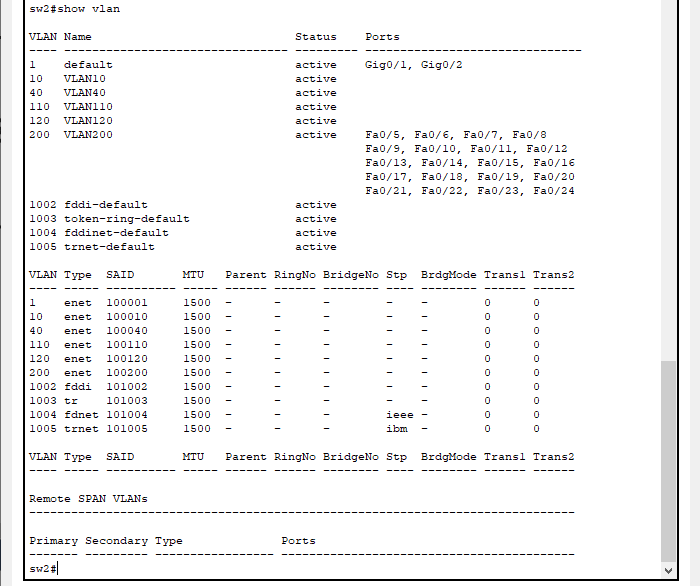 sw2#show vlan
VLAN Name                             Status    Ports
---- -------------------------------- --------- -------------------------------
1    default                          active    Gig0/1, Gig0/2
10   VLAN10                           active
40   VLAN40                           active
110  VLAN110                          active
120  VLAN120                          active
200  VLAN200                          active    Fa0/5, Fa0/6, Fa0/7, Fa0/8
                                                Fa0/9, Fa0/10, Fa0/11, Fa0/12
                                                Fa0/13, Fa0/14, Fa0/15, Fa0/16
                                                Fa0/17, Fa0/18, Fa0/19, Fa0/20
                                                Fa0/21, Fa0/22, Fa0/23, Fa0/24
1002 fddi-default                     active
1003 token-ring-default               active
1004 fddinet-default                  active
1005 trnet-default                    active
VLAN Type  SAID       MTU   Parent RingNo BridgeNo Stp  BrdgMode Trans1 Trans2
---- ----- ---------- ----- ------ ------ -------- ---- -------- ------ ------
1    enet  100001     1500  -      -      -        -    -        0      0
10   enet  100010     1500  -      -      -        -    -        0      0
40   enet  100040     1500  -      -      -        -    -        0      0
110  enet  100110     1500  -      -      -        -    -        0      0
120  enet  100120     1500  -      -      -        -    -        0      0
200  enet  100200     1500  -      -      -        -    -        0      0
1002 fddi  101002     1500  -      -      -        -    -        0      0
1003 tr    101003     1500  -      -      -        -    -        0      0
1004 fdnet 101004     1500  -      -      -        ieee -        0      0
1005 trnet 101005     1500  -      -      -        ibm  -        0      0
VLAN Type  SAID       MTU   Parent RingNo BridgeNo Stp  BrdgMode Trans1 Trans2
---- ----- ---------- ----- ------ ------ -------- ---- -------- ------ ------
Remote SPAN VLANs
------------------------------------------------------------------------------
Primary Secondary Type              Ports
------- --------- ----------------- ------------------------------------------
sw2#